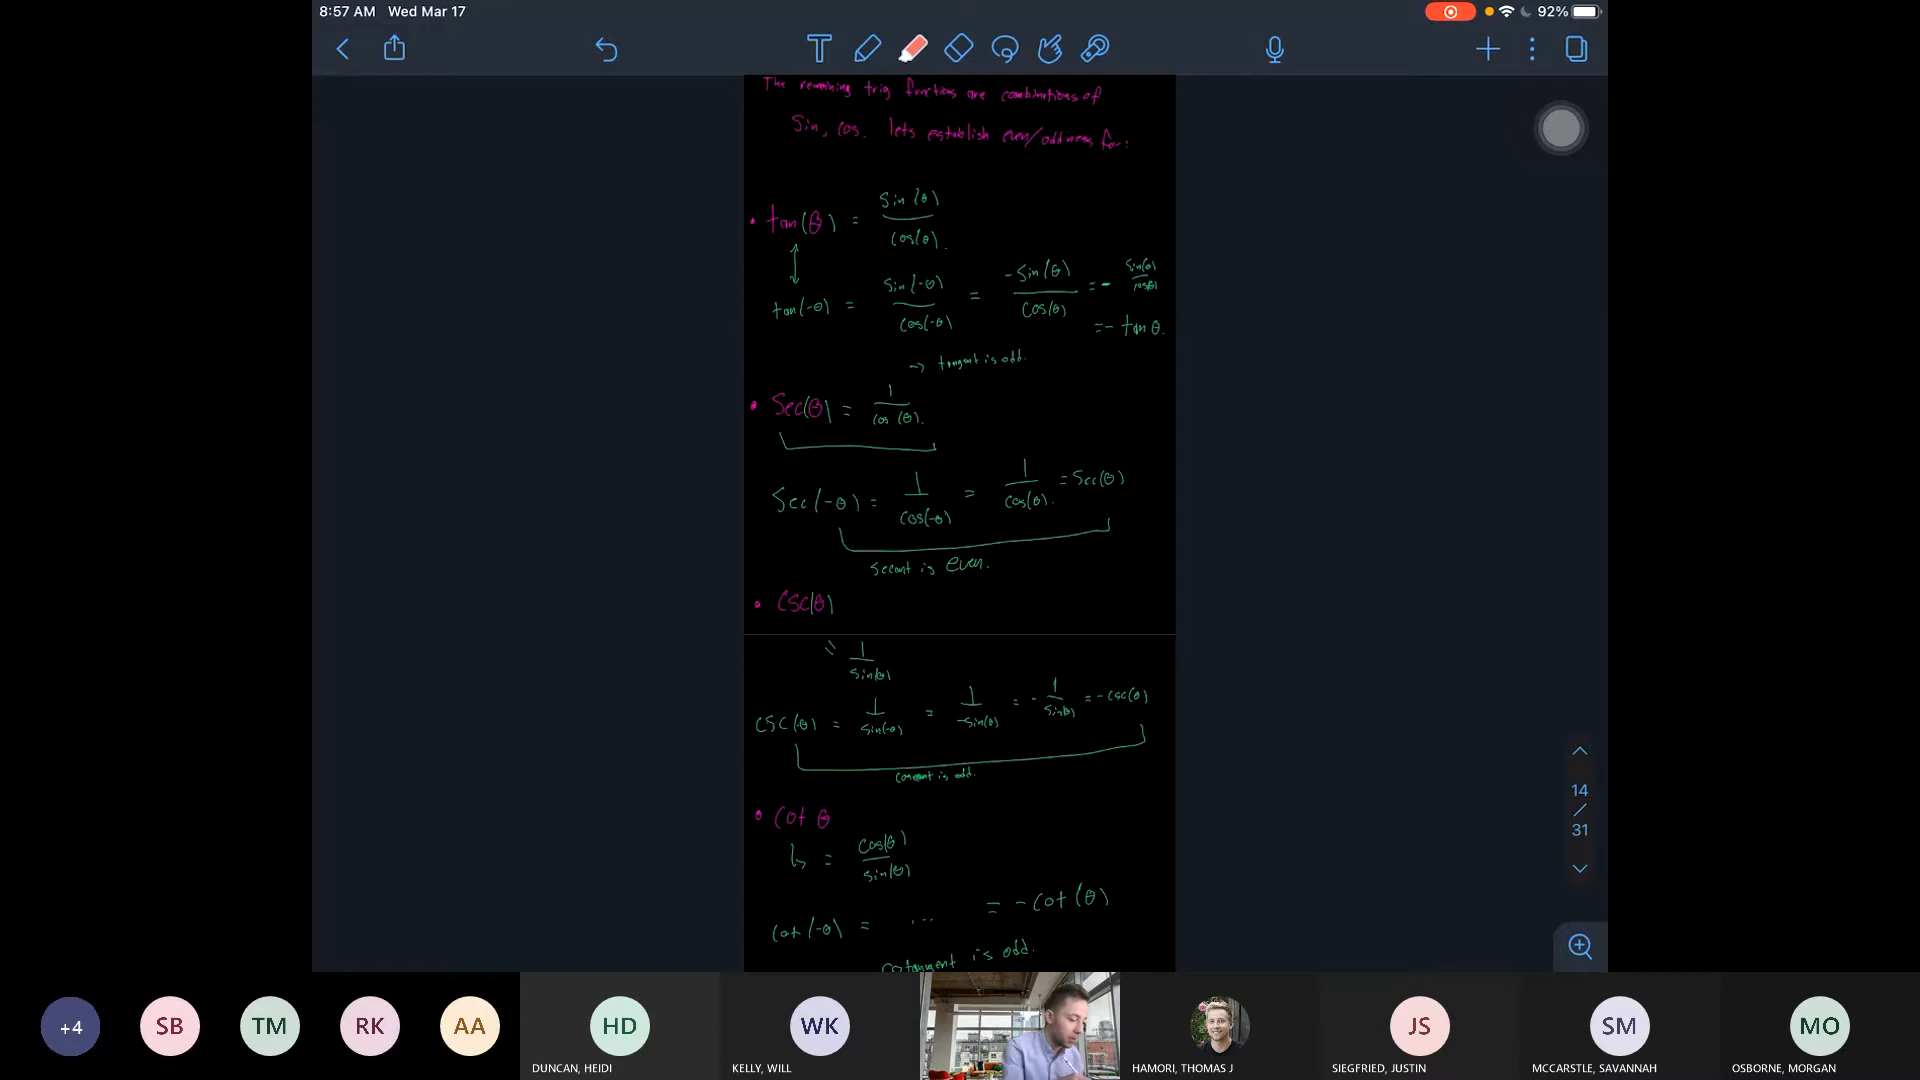 8:57 AM Wed Mar 17
92%
The remaining trig functions are combinations of
Sin, cos. lets establish even/oddness for:
• tan(θ) = sin(θ) / cos(θ).
tan(-θ) = sin(-θ) / cos(-θ) = -sin(θ) / cos(θ) = - sin(θ) / cos(θ)
= - tan θ.
→ tangent is odd.
• Sec(θ) = 1 / cos(θ).
Sec(-θ) = 1 / cos(-θ) = 1 / cos(θ). = Sec(θ)
Secant is even.
• CSC(θ)
= 1 / sin(θ)
CSC(-θ) = 1 / sin(-θ) = 1 / -sin(θ) = - 1 / sin(θ) = - csc(θ)
is odd.
• Cot θ
↳ = cos(θ) / sin(θ)
cot(-θ) = ... = - cot(θ)
cotangent is odd.
14
/
31
+4
SB
TM
RK
AA
HD
DUNCAN, HEIDI
WK
KELLY, WILL
HAMORI, THOMAS J
JS
SIEGFRIED, JUSTIN
SM
MCCARSTLE, SAVANNAH
MO
OSBORNE, MORGAN